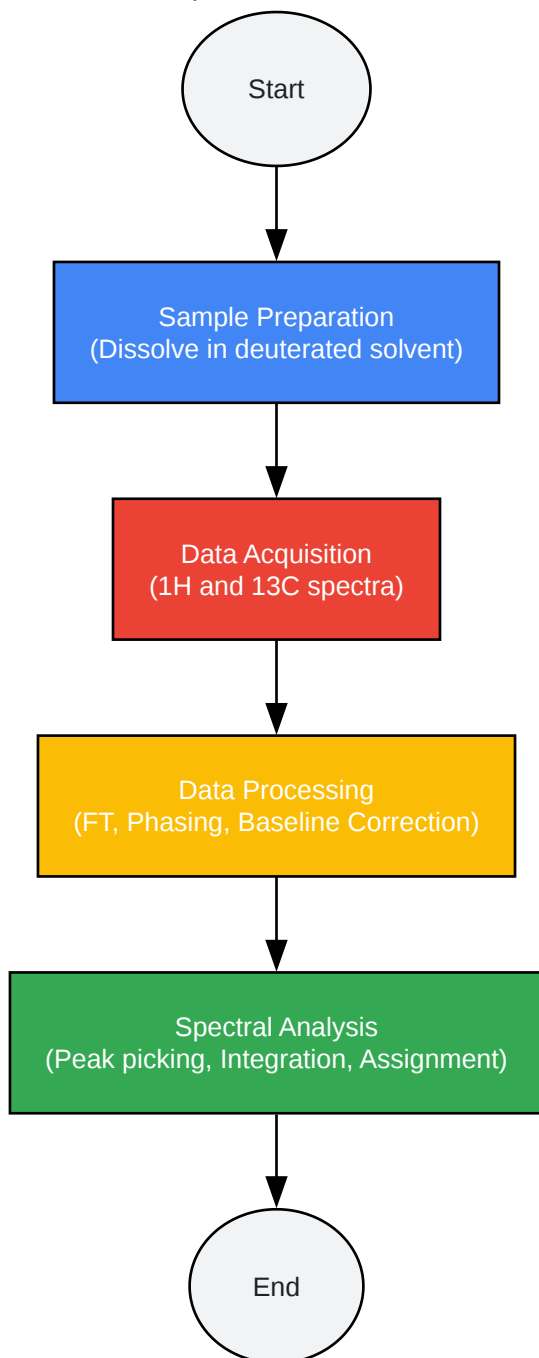 Start
Sample Preparation
(Dissolve in deuterated solvent)
Data Acquisition
(1H and 13C spectra)
Data Processing
(FT, Phasing, Baseline Correction)
Spectral Analysis
(Peak picking, Integration, Assignment)
End